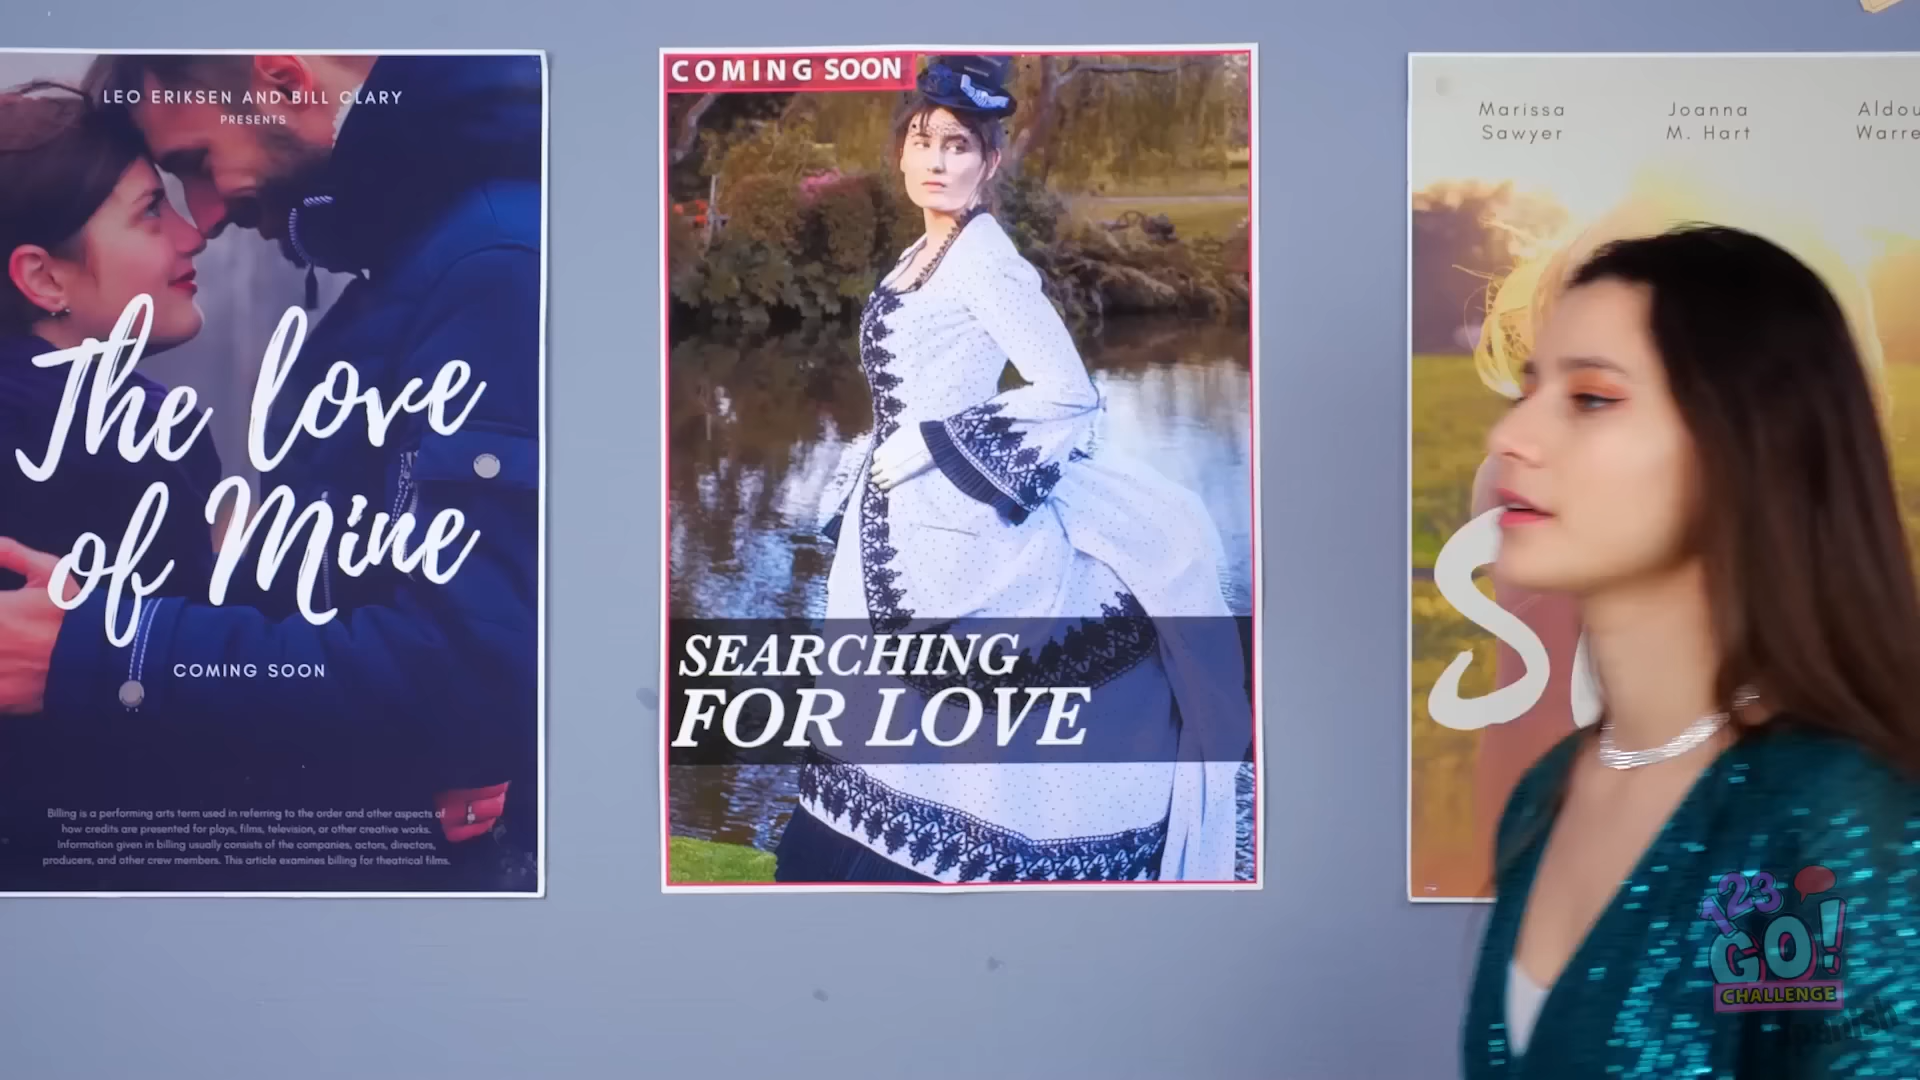 LEO ERIKSEN AND BILL CLARY
PRESENTS
The love
of Mine
COMING SOON
Billing is a performing arts term used in referring to the order and other aspects of
how credits are presented for plays, films, television, or other creative works.
Information given in billing usually consists of the companies, actors, directors,
producers, and other crew members. This article examines billing for theatrical films.
COMING SOON
SEARCHING
FOR LOVE
Marissa
Sawyer
Joanna
M. Hart
123
GO!
CHALLENGE
Spanish